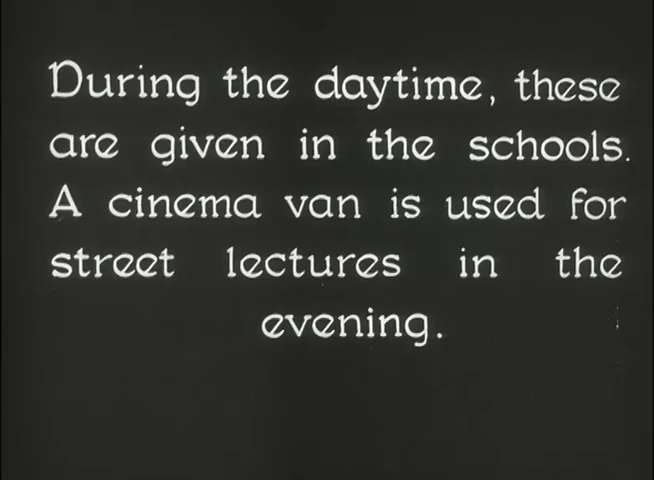 During the daytime, these
are given in the schools.
A cinema van is used for
street lectures in the
evening.